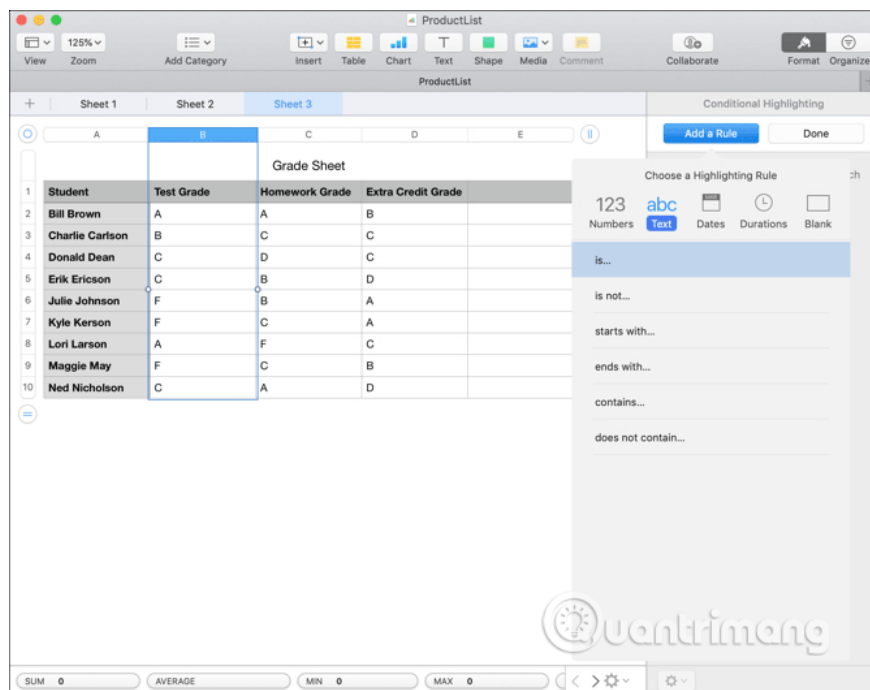 ProductList
125%
View Zoom Add Category Insert Table Chart Text Shape Media Comment Collaborate Format Organize
ProductList
Sheet 1 Sheet 2 Sheet 3 Conditional Highlighting
A B C D E Add a Rule Done
Grade Sheet
Choose a Highlighting Rule
123 abc
Numbers Text Dates Durations Blank
1 Student Test Grade Homework Grade Extra Credit Grade
2 Bill Brown A A B
3 Charlie Carlson B C C
4 Donald Dean C D C
5 Erik Ericson C B D
6 Julie Johnson F B A
7 Kyle Kerson F C A
8 Lori Larson A F C
9 Maggie May F C B
10 Ned Nicholson C A D
is...
is not...
starts with...
ends with...
contains...
does not contain...
Quantrimang
SUM 0 AVERAGE MIN 0 MAX 0